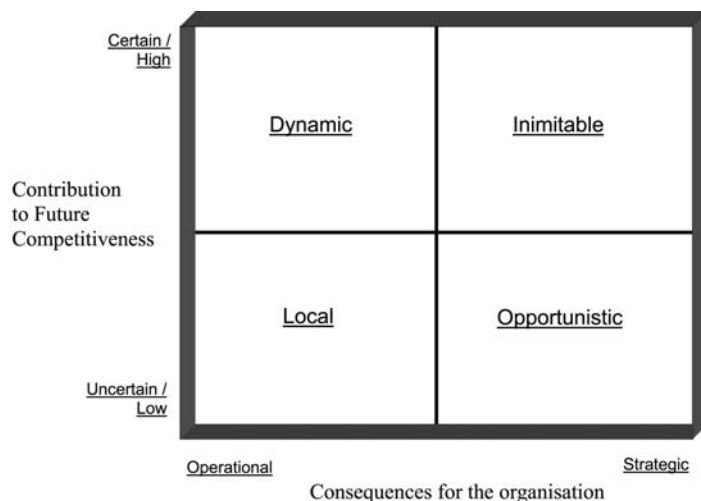 Certain /
High
Dynamic
Inimitable
Contribution
to Future
Competitiveness
Local
Opportunistic
Uncertain /
Low
Operational
Strategic
Consequences for the organisation